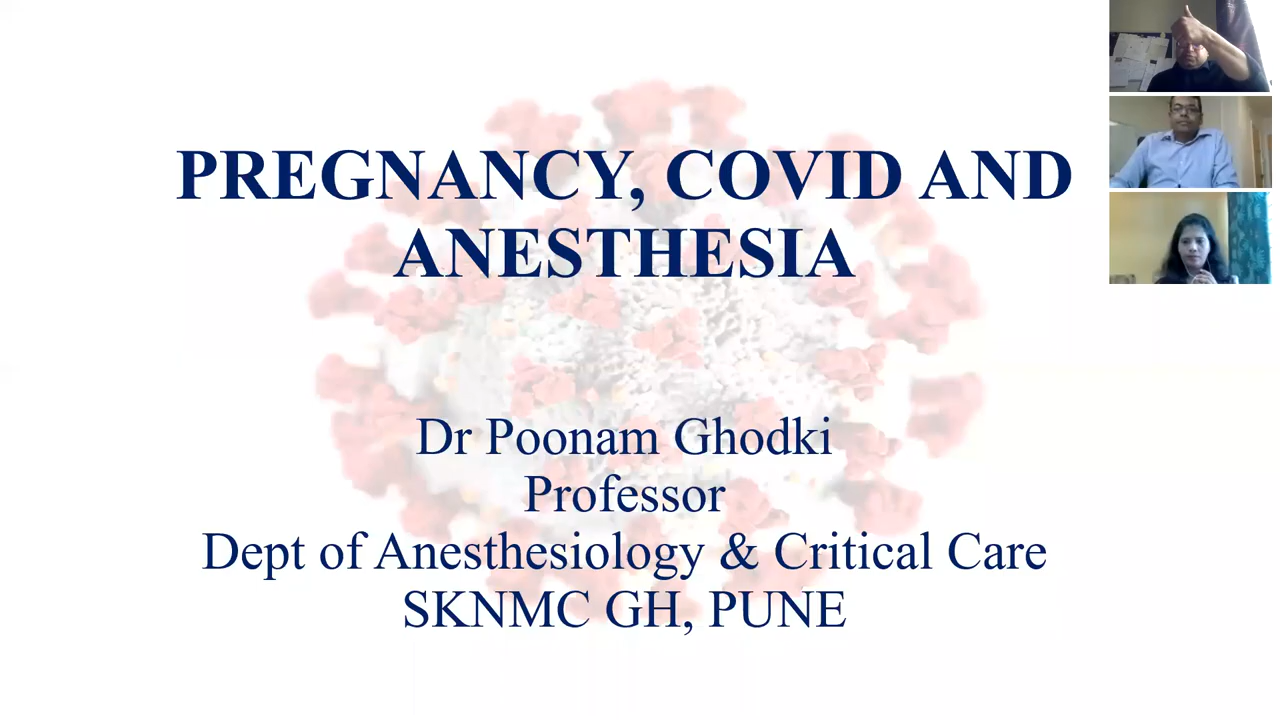 PREGNANCY, COVID AND
ANESTHESIA
Dr Poonam Ghodki
Professor
Dept of Anesthesiology & Critical Care
SKNMC GH, PUNE